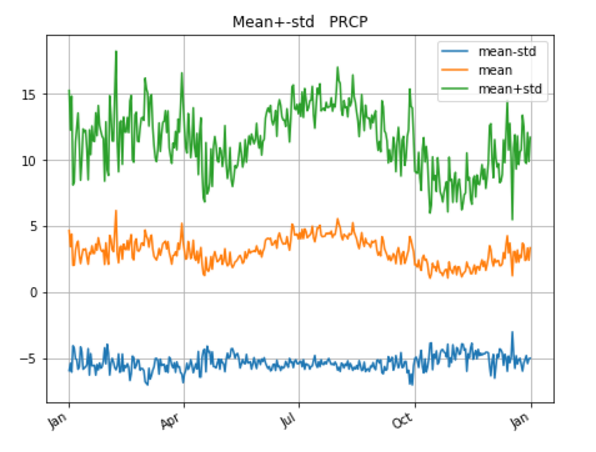 Mean+-std PRCP
mean-std
mean
mean+std
15
10
5
0
−5
Jan
Apr
Jul
Oct
Jan